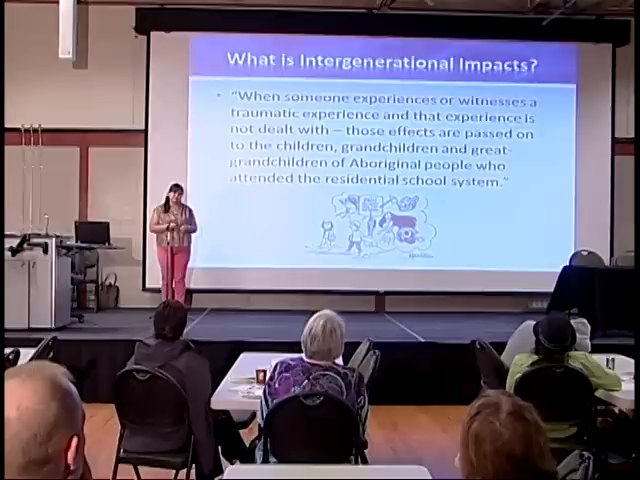 What is Intergenerational Impacts?
• "When someone experiences or witnesses a
traumatic experience and that experience is
not dealt with – those effects are passed on
to the children, grandchildren and great-
grandchildren of Aboriginal people who
attended the residential school system."